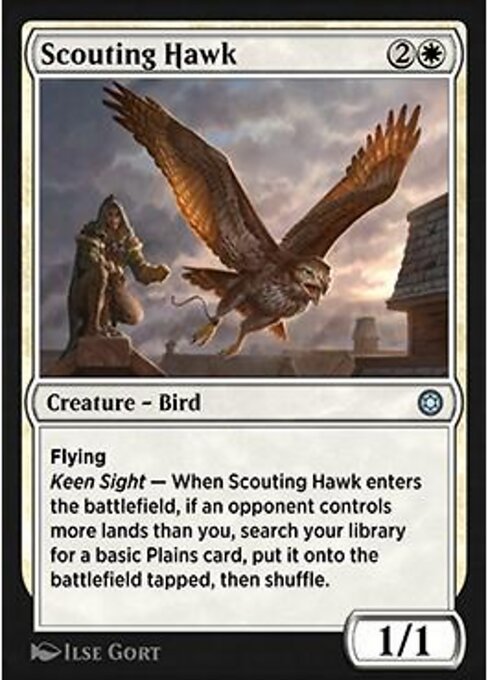 Scouting Hawk 2
Creature ~ Bird
Flying
Keen Sight — When Scouting Hawk enters
the battlefield, if an opponent controls
more lands than you, search your library
for a basic Plains card, put it onto the
battlefield tapped, then shuffle.
1/1
Ilse Gort